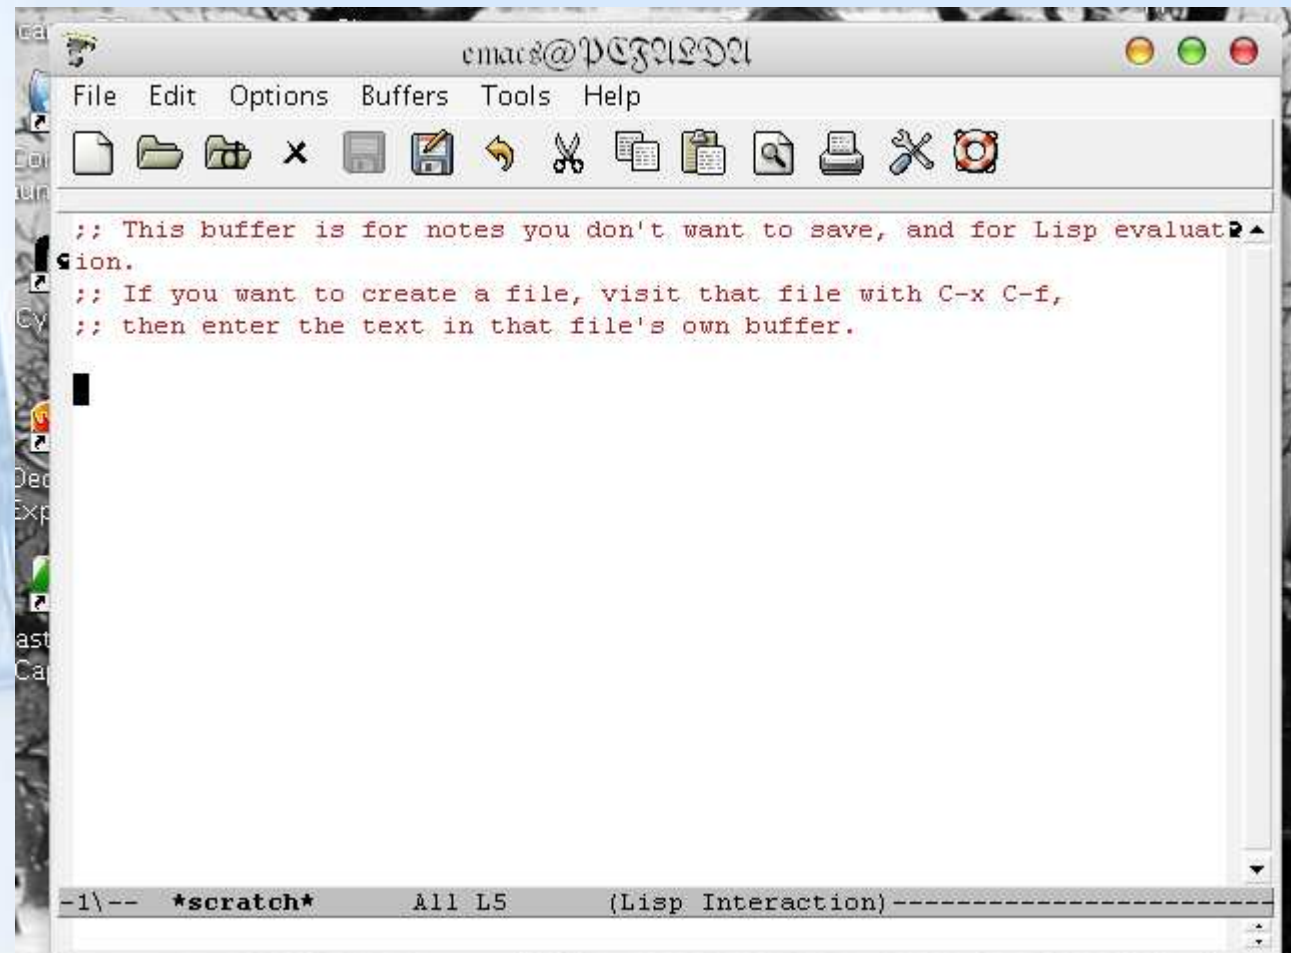 emacs@PCFALDA
File Edit Options Buffers Tools Help
;; This buffer is for notes you don't want to save, and for Lisp evaluat
ion.
;; If you want to create a file, visit that file with C-x C-f,
;; then enter the text in that file's own buffer.
-1\-- *scratch* All L5 (Lisp Interaction)------------------------